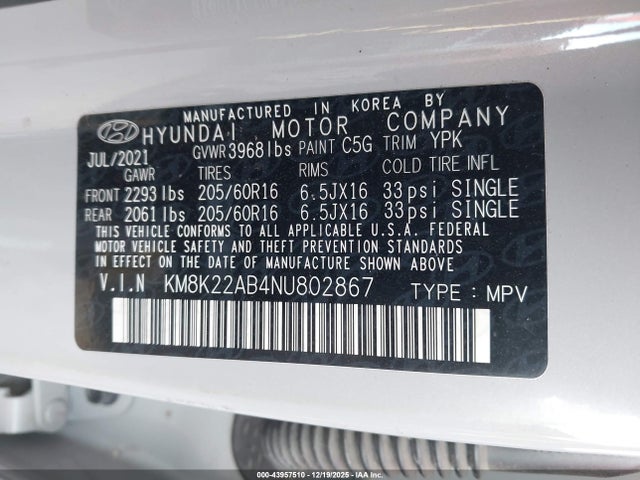 MANUFACTURED IN KOREA BY
HYUNDAI MOTOR COMPANY
JUL/2021 GVWR 3968lbs PAINT C5G TRIM YPK
GAWR TIRES RIMS COLD TIRE INFL
FRONT 2293lbs 205/60R16 6.5JX16 33psi SINGLE
REAR 2061lbs 205/60R16 6.5JX16 33psi SINGLE
THIS VEHICLE CONFORMS TO ALL APPLICABLE U.S.A. FEDERAL
MOTOR VEHICLE SAFETY AND THEFT PREVENTION STANDARDS
IN EFFECT ON THE DATE OF MANUFACTURE SHOWN ABOVE.
V.I.N KM8K22AB4NU802867 TYPE : MPV
000-43957510 - 12/19/2025 - IAA, Inc.